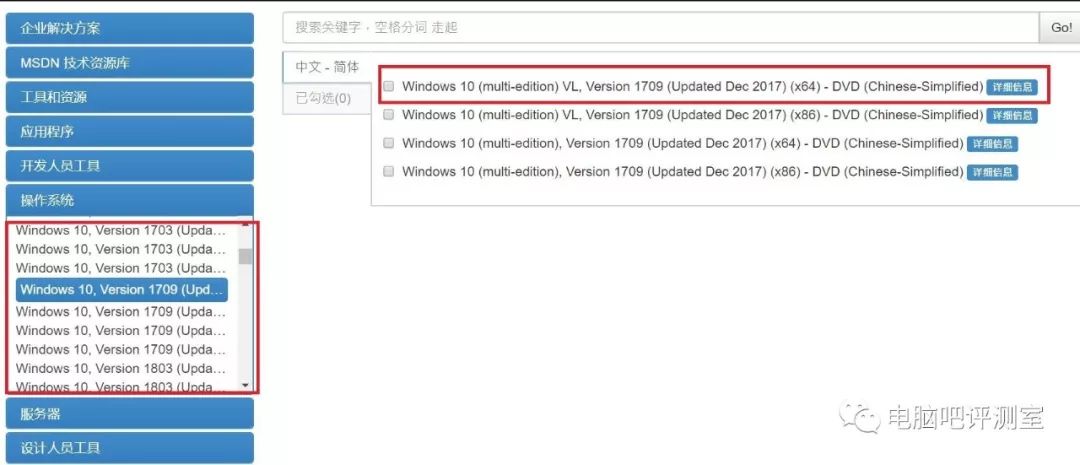 企业解决方案
MSDN 技术资源库
工具和资源
应用程序
开发人员工具
操作系统
Windows 10, Version 1703 (Upda...
Windows 10, Version 1703 (Upda...
Windows 10, Version 1703 (Upda...
Windows 10, Version 1709 (Upd...
Windows 10, Version 1709 (Upda...
Windows 10, Version 1709 (Upda...
Windows 10, Version 1709 (Upda...
Windows 10, Version 1803 (Upda...
Windows 10, Version 1803 (Upda...
服务器
设计人员工具
搜索关键字，空格分词 走起
Go!
中文 - 简体
已勾选(0)
Windows 10 (multi-edition) VL, Version 1709 (Updated Dec 2017) (x64) - DVD (Chinese-Simplified) 详细信息
Windows 10 (multi-edition) VL, Version 1709 (Updated Dec 2017) (x86) - DVD (Chinese-Simplified) 详细信息
Windows 10 (multi-edition), Version 1709 (Updated Dec 2017) (x64) - DVD (Chinese-Simplified) 详细信息
Windows 10 (multi-edition), Version 1709 (Updated Dec 2017) (x86) - DVD (Chinese-Simplified) 详细信息
电脑吧评测室